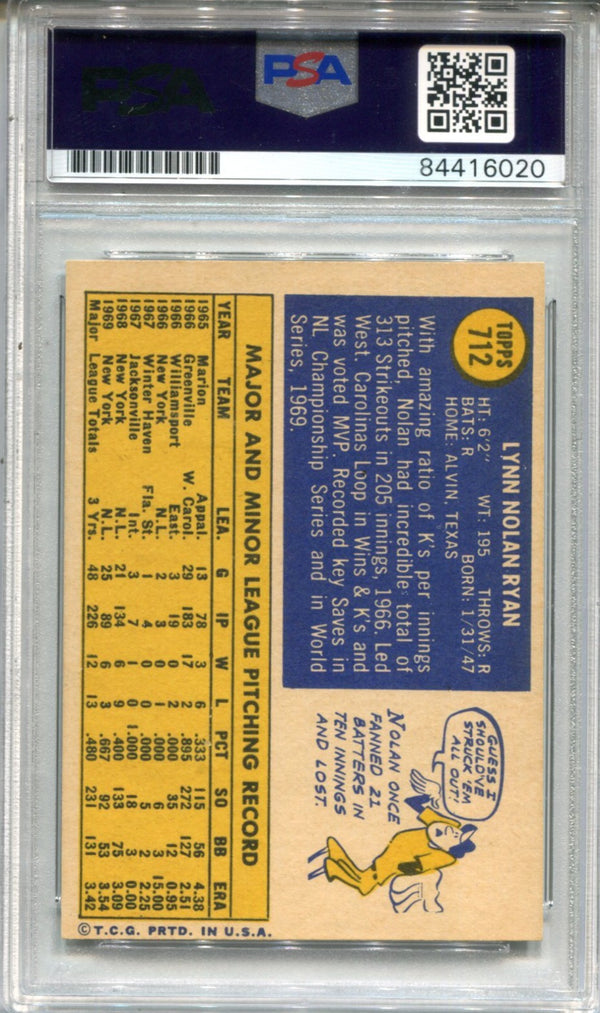 PSA
PSA
84416020
TOPPS
712
LYNN NOLAN RYAN
HT: 6'2" WT: 195 THROWS: R
BATS: R BORN: 1/31/47
HOME: ALVIN, TEXAS
With amazing ratio of K's per innings
pitched, Nolan had incredible total of
313 Strikeouts in 205 innings, 1966. Led
West. Carolinas Loop in Wins & K's and
was voted MVP. Recorded key Saves in
NL Championship Series and in World
Series, 1969.
GUESS I
SHOULD'VE
STRUCK 'EM
ALL OUT!
NOLAN ONCE
FANNED 21
BATTERS IN
TEN INNINGS
AND LOST.
MAJOR AND MINOR LEAGUE PITCHING RECORD
YEAR TEAM LEA. G IP W L PCT SO BB ERA
1965 Marion Appal. 13 78 3 6 .333 115 56 4.38
1966 Greenville W. Carol. 29 183 17 2 .895 272 127 2.51
1966 Williamsport East. 3 19 0 2 .000 35 12 0.95
1966 New York N.L. 2 3 0 1 .000 6 3 15.00
1967 Winter Haven Fla. St. 1 4 0 0 .000 5 2 2.25
1967 Jacksonville Int. 3 7 1 0 1.000 18 3 0.00
1968 New York N.L. 21 134 6 9 .400 133 75 3.09
1969 New York N.L. 25 89 6 3 .667 92 53 3.54
Major League Totals 3 Yrs. 48 226 12 13 .480 231 131 3.42
© T.C.G. PRTD. IN U.S.A.